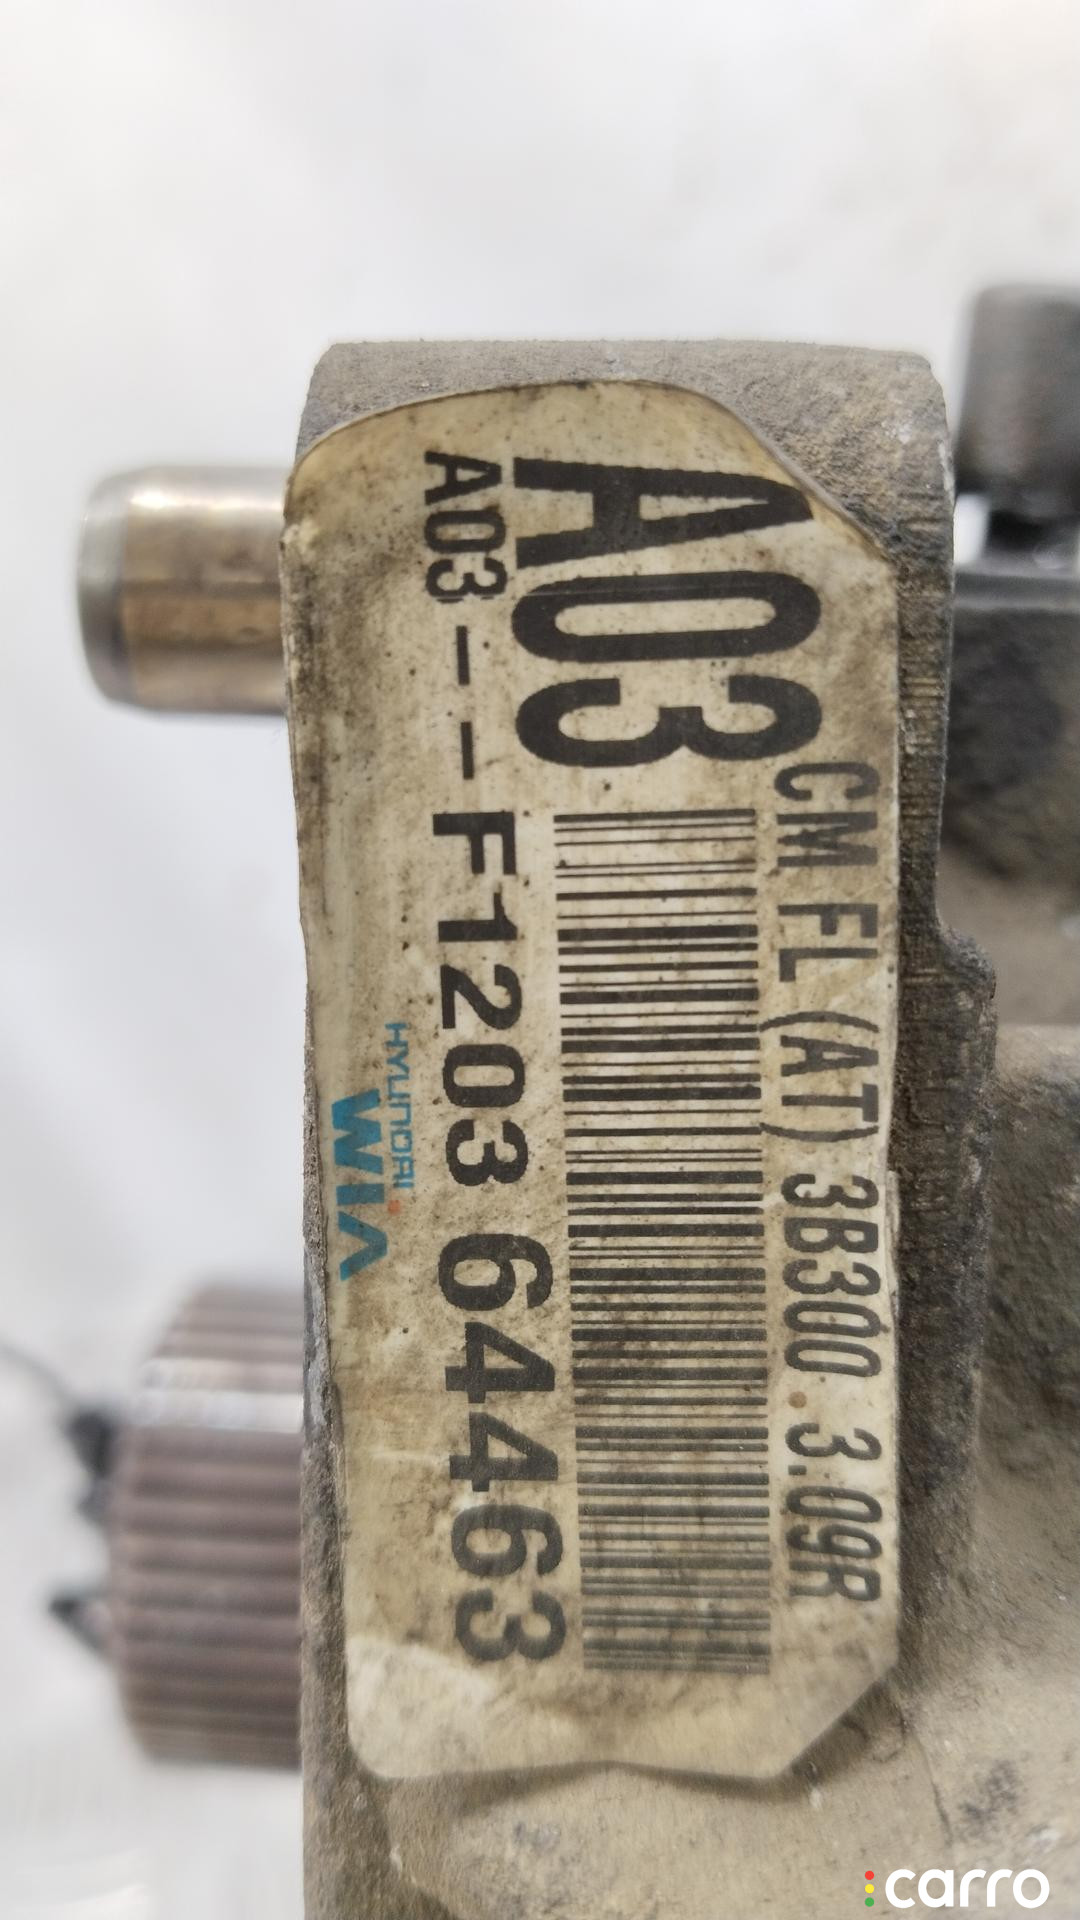 CM FL (AT) 3B300 3.09R
A03
A03--F1203 64463
HYUNDAI
WIA
carro